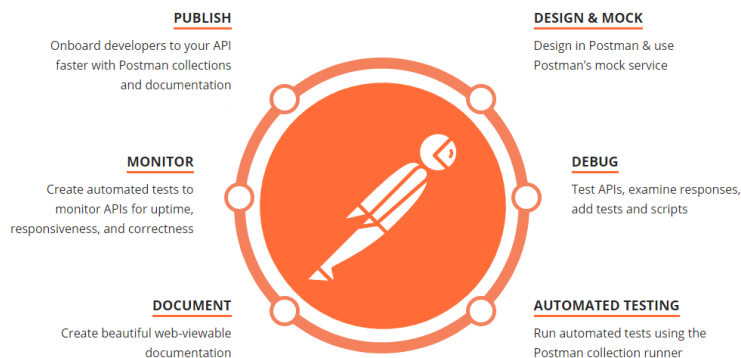 PUBLISH
Onboard developers to your API
faster with Postman collections
and documentation
DESIGN & MOCK
Design in Postman & use
Postman's mock service
MONITOR
Create automated tests to
monitor APIs for uptime,
responsiveness, and correctness
DEBUG
Test APIs, examine responses,
add tests and scripts
DOCUMENT
Create beautiful web-viewable
documentation
AUTOMATED TESTING
Run automated tests using the
Postman collection runner